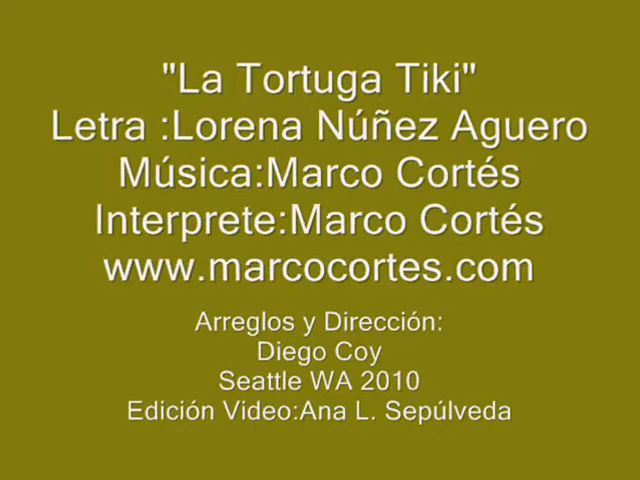 "La Tortuga Tiki"
Letra :Lorena Núñez Aguero
Música:Marco Cortés
Interprete:Marco Cortés
www.marcocortes.com
Arreglos y Dirección:
Diego Coy
Seattle WA 2010
Edición Video:Ana L. Sepúlveda